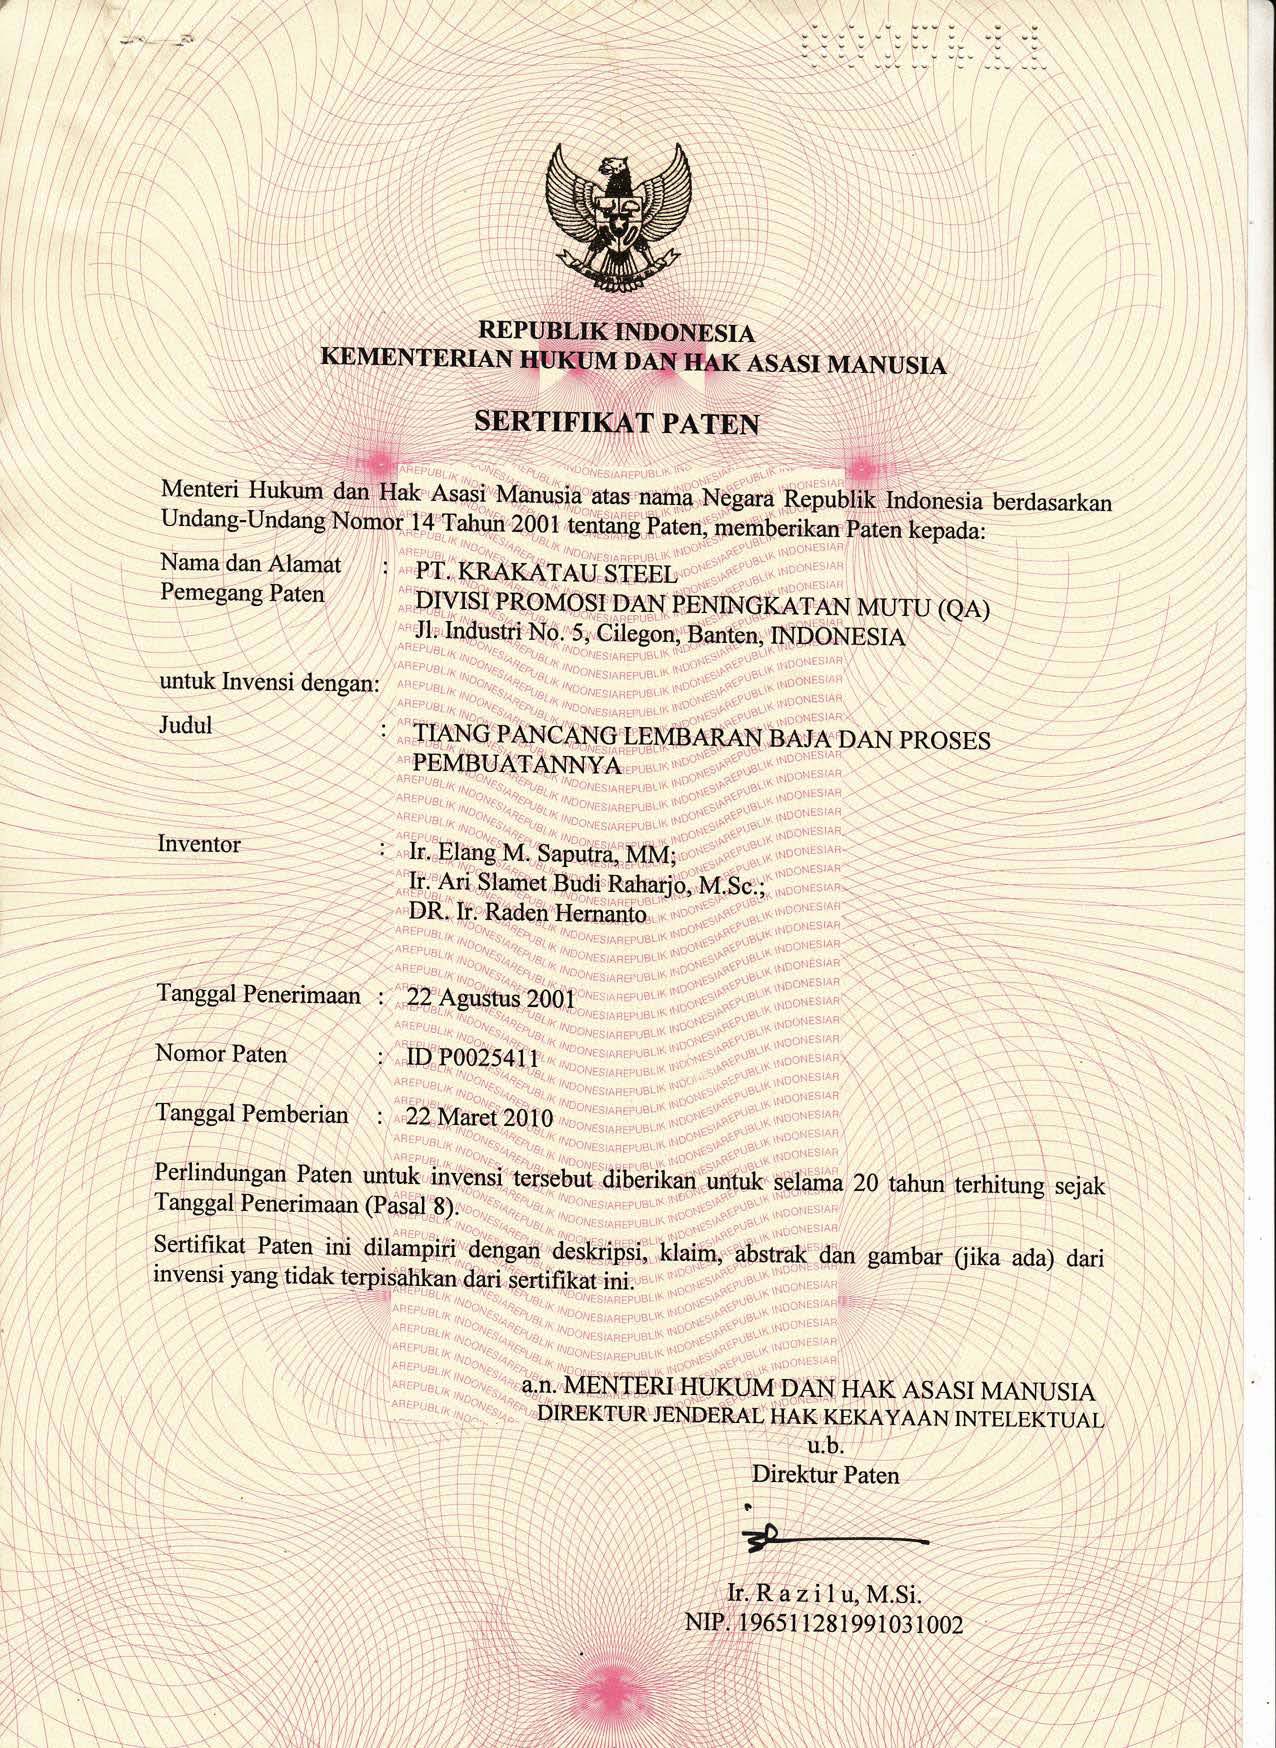 REPUBLIK INDONESIA
KEMENTERIAN HUKUM DAN HAK ASASI MANUSIA
SERTIFIKAT PATEN
Menteri Hukum dan Hak Asasi Manusia atas nama Negara Republik Indonesia berdasarkan
Undang-Undang Nomor 14 Tahun 2001 tentang Paten, memberikan Paten kepada:
Nama dan Alamat : PT. KRAKATAU STEEL
Pemegang Paten DIVISI PROMOSI DAN PENINGKATAN MUTU (QA)
Jl. Industri No. 5, Cilegon, Banten, INDONESIA
untuk Invensi dengan:
Judul : TIANG PANCANG LEMBARAN BAJA DAN PROSES
PEMBUATANNYA
Inventor : Ir. Elang M. Saputra, MM;
Ir. Ari Slamet Budi Raharjo, M.Sc.;
DR. Ir. Raden Hernanto
Tanggal Penerimaan : 22 Agustus 2001
Nomor Paten : ID P0025411
Tanggal Pemberian : 22 Maret 2010
Perlindungan Paten untuk invensi tersebut diberikan untuk selama 20 tahun terhitung sejak
Tanggal Penerimaan (Pasal 8).
Sertifikat Paten ini dilampiri dengan deskripsi, klaim, abstrak dan gambar (jika ada) dari
invensi yang tidak terpisahkan dari sertifikat ini.
a.n. MENTERI HUKUM DAN HAK ASASI MANUSIA
DIREKTUR JENDERAL HAK KEKAYAAN INTELEKTUAL
u.b.
Direktur Paten
Ir. R a z i l u, M.Si.
NIP. 196511281991031002